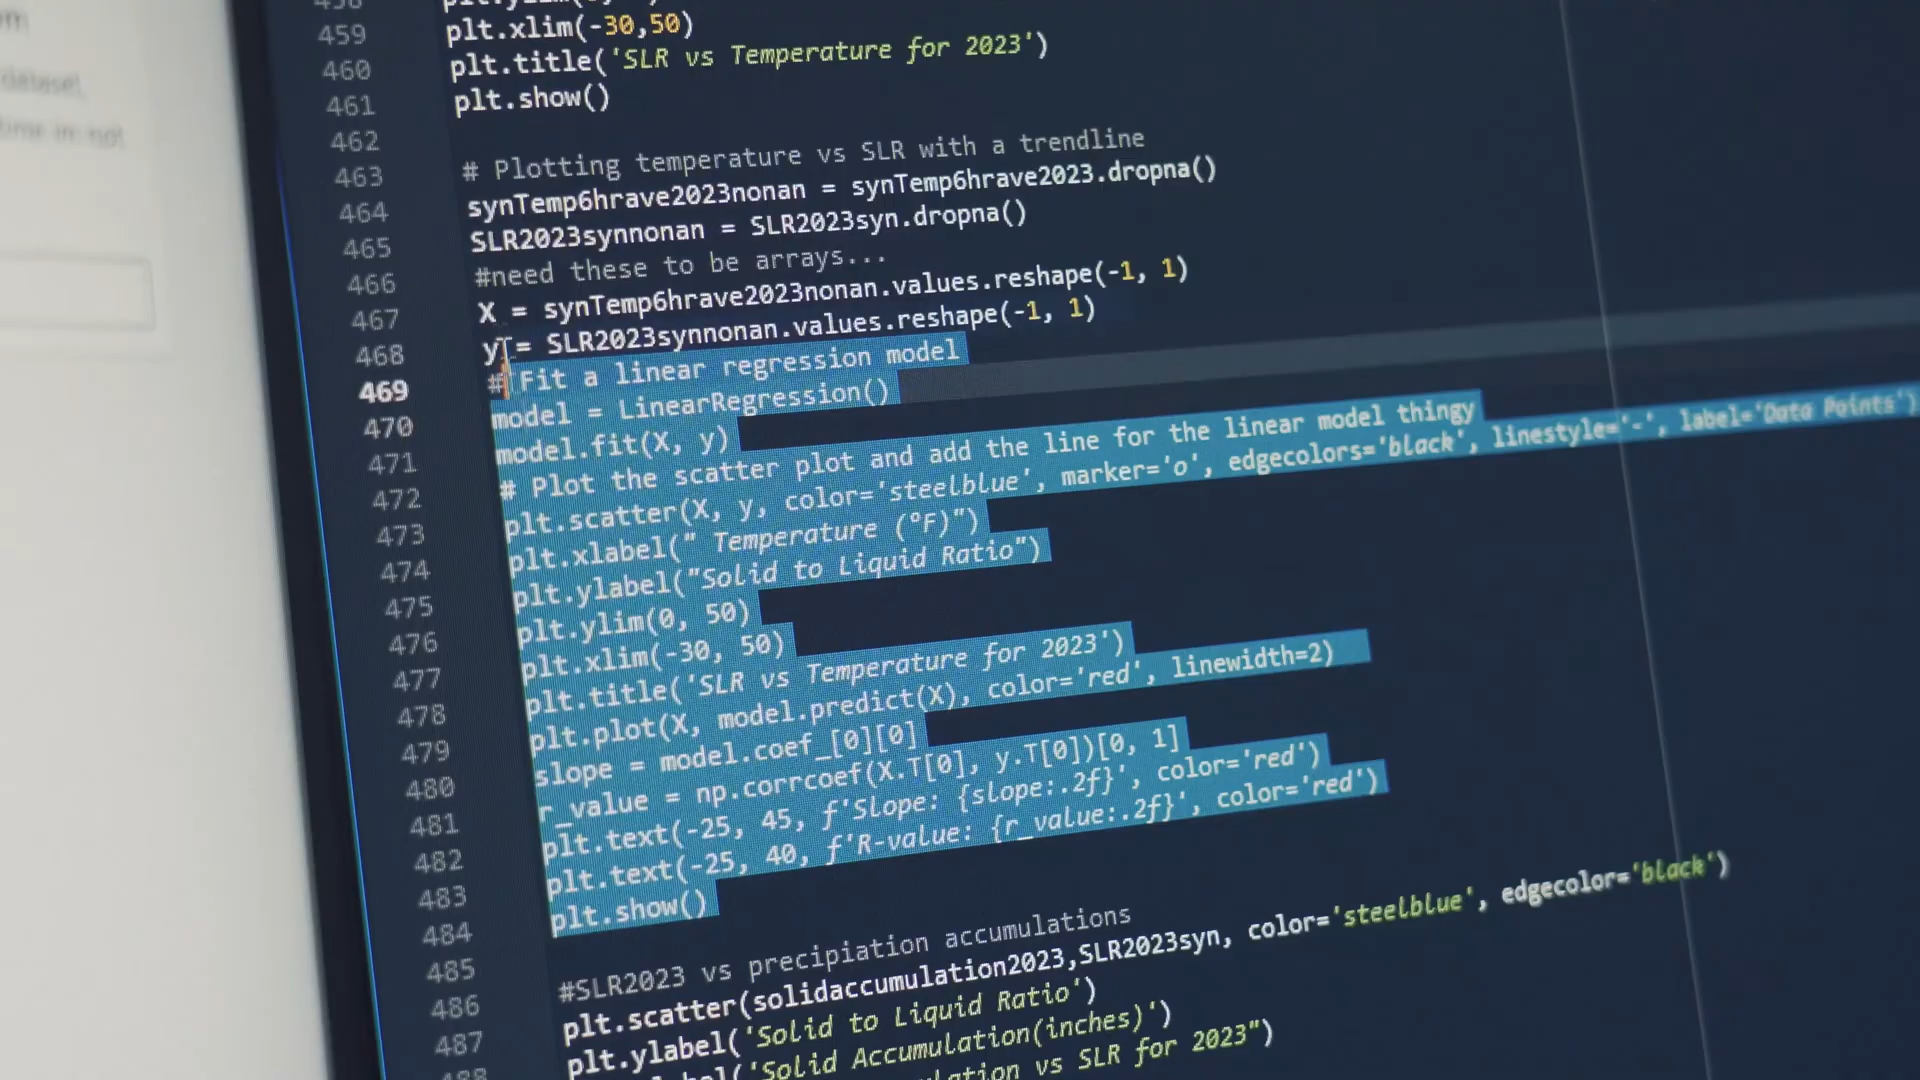 dataset,
time im not
459 plt.xlim(-30,50)
460 plt.title('SLR vs Temperature for 2023')
461 plt.show()
462
463 # Plotting temperature vs SLR with a trendline
464 synTemp6hrave2023nonan = synTemp6hrave2023.dropna()
465 SLR2023synnonan = SLR2023syn.dropna()
466 #need these to be arrays...
467 X = synTemp6hrave2023nonan.values.reshape(-1, 1)
468 y = SLR2023synnonan.values.reshape(-1, 1)
469 # Fit a linear regression model
470 model = LinearRegression()
471 model.fit(X, y)
472 # Plot the scatter plot and add the line for the linear model thingy
473 plt.scatter(X, y, color='steelblue', marker='o', edgecolors='black', linestyle='-', label='Data Points')
474 plt.xlabel(" Temperature (°F)")
475 plt.ylabel("Solid to Liquid Ratio")
476 plt.ylim(0, 50)
477 plt.xlim(-30, 50)
478 plt.title('SLR vs Temperature for 2023')
479 plt.plot(X, model.predict(X), color='red', linewidth=2)
480 slope = model.coef_[0][0]
481 r_value = np.corrcoef(X.T[0], y.T[0])[0, 1]
482 plt.text(-25, 45, f'Slope: {slope:.2f}', color='red')
483 plt.text(-25, 40, f'R-value: {r_value:.2f}', color='red')
484 plt.show()
485
486 #SLR2023 vs precipiation accumulations
487 plt.scatter(solidaccumulation2023,SLR2023syn, color='steelblue', edgecolor='black')
488 plt.ylabel('Solid to Liquid Ratio')
'Solid Accumulation(inches)')
vs SLR for 2023")